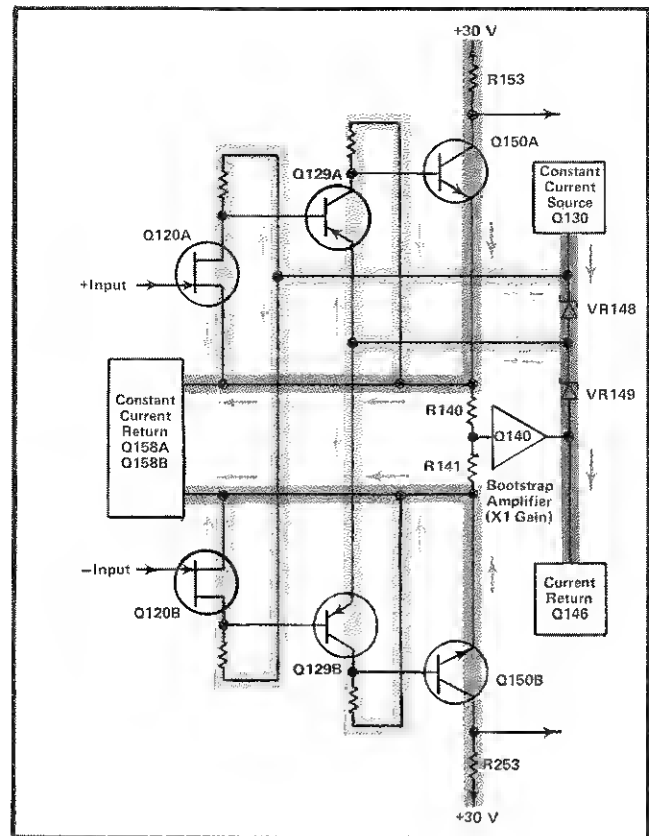 +30 V
R153
Q150A
Q129A
Constant
Current
Source
Q130
Q120A
+Input
VR148
VR149
Constant
Current
Return
Q158A
Q158B
R140
Q140
R141
Bootstrap
Amplifier
(X1 Gain)
−Input
Current
Return
Q146
Q120B
Q129B
Q150B
R253
+30 V